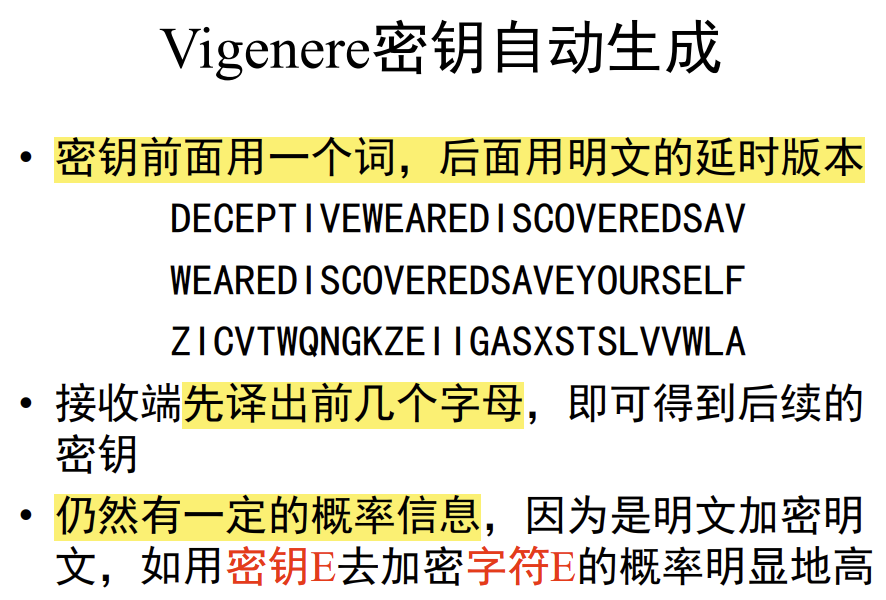 Vigenere密钥自动生成
• 密钥前面用一个词，后面用明文的延时版本
DECEPTIVEWEAREDISCOVEREDSAV
WEAREDISCOVEREDSAVEYOURSELF
ZICVTWQNGKZEIIGASXSTSLVVWLA
• 接收端先译出前几个字母，即可得到后续的
密钥
• 仍然有一定的概率信息，因为是明文加密明
文，如用密钥E去加密字符E的概率明显地高